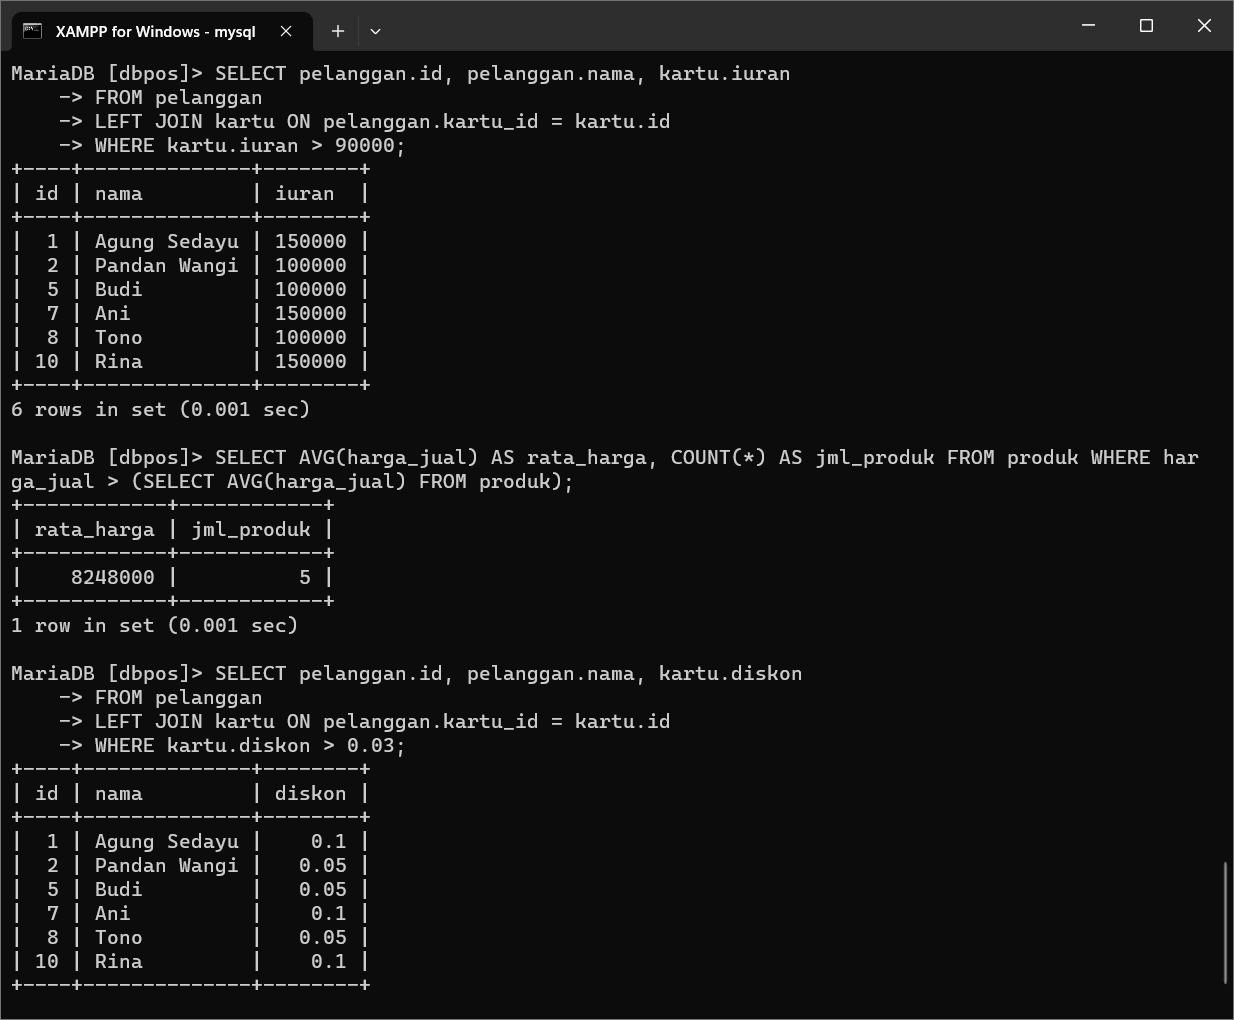 XAMPP for Windows - mysql
MariaDB [dbpos]> SELECT pelanggan.id, pelanggan.nama, kartu.iuran
    -> FROM pelanggan
    -> LEFT JOIN kartu ON pelanggan.kartu_id = kartu.id
    -> WHERE kartu.iuran > 90000;
+----+--------------+--------+
| id | nama         | iuran  |
+----+--------------+--------+
|  1 | Agung Sedayu | 150000 |
|  2 | Pandan Wangi | 100000 |
|  5 | Budi         | 100000 |
|  7 | Ani          | 150000 |
|  8 | Tono         | 100000 |
| 10 | Rina         | 150000 |
+----+--------------+--------+
6 rows in set (0.001 sec)

MariaDB [dbpos]> SELECT AVG(harga_jual) AS rata_harga, COUNT(*) AS jml_produk FROM produk WHERE har
ga_jual > (SELECT AVG(harga_jual) FROM produk);
+------------+------------+
| rata_harga | jml_produk |
+------------+------------+
|    8248000 |          5 |
+------------+------------+
1 row in set (0.001 sec)

MariaDB [dbpos]> SELECT pelanggan.id, pelanggan.nama, kartu.diskon
    -> FROM pelanggan
    -> LEFT JOIN kartu ON pelanggan.kartu_id = kartu.id
    -> WHERE kartu.diskon > 0.03;
+----+--------------+--------+
| id | nama         | diskon |
+----+--------------+--------+
|  1 | Agung Sedayu |    0.1 |
|  2 | Pandan Wangi |   0.05 |
|  5 | Budi         |   0.05 |
|  7 | Ani          |    0.1 |
|  8 | Tono         |   0.05 |
| 10 | Rina         |    0.1 |
+----+--------------+--------+